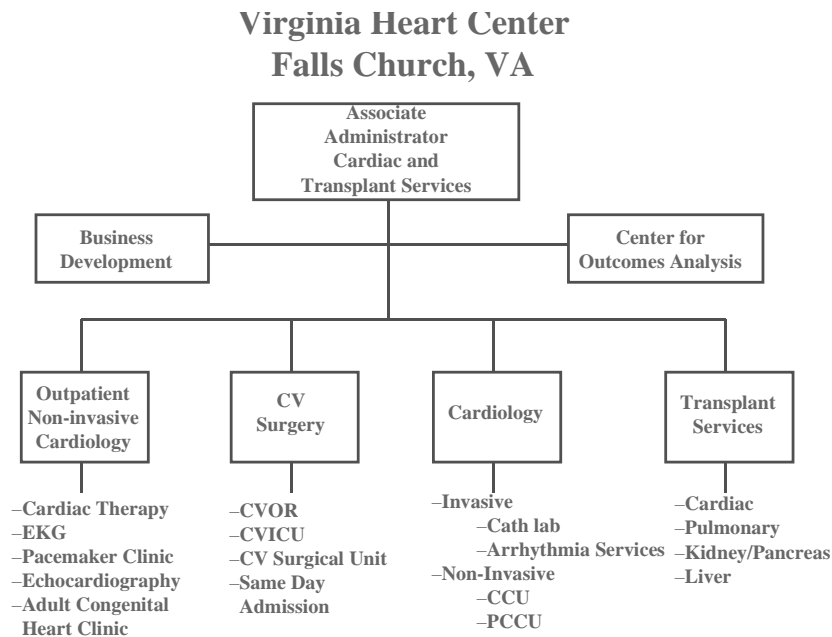 Virginia Heart Center
Falls Church, VA
Associate
Administrator
Cardiac and
Transplant Services
Business
Development
Center for
Outcomes Analysis
Outpatient
Non-invasive
Cardiology
CV
Surgery
Cardiology
Transplant
Services
–Cardiac Therapy
–EKG
–Pacemaker Clinic
–Echocardiography
–Adult Congenital
Heart Clinic
–CVOR
–CVICU
–CV Surgical Unit
–Same Day
Admission
–Invasive
–Cath lab
–Arrhythmia Services
–Non-Invasive
–CCU
–PCCU
–Cardiac
–Pulmonary
–Kidney/Pancreas
–Liver